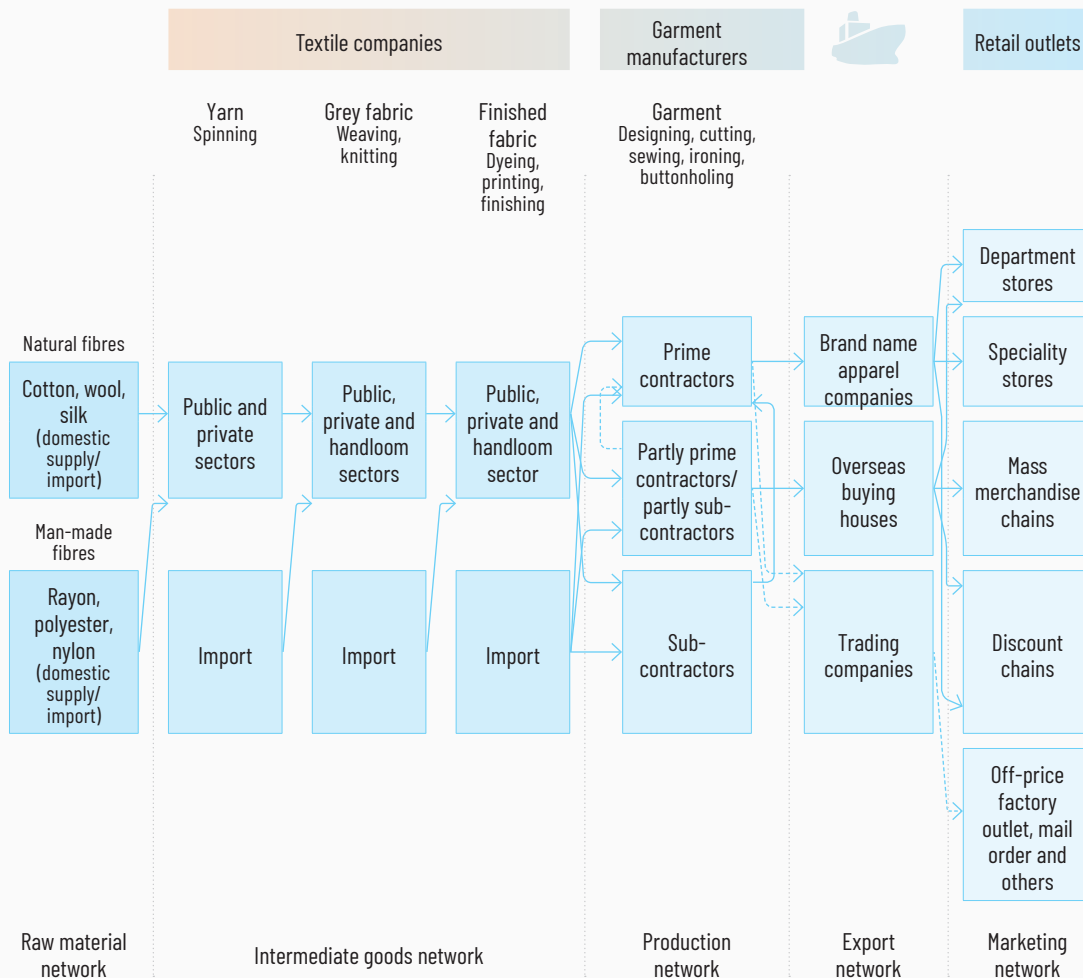 Textile companies
Garment
manufacturers
Retail outlets
Yarn
Spinning
Grey fabric
Weaving,
knitting
Finished
fabric
Dyeing,
printing,
finishing
Garment
Designing, cutting,
sewing, ironing,
buttonholing
Natural fibres
Cotton, wool,
silk
(domestic
supply/
import)
Man-made
fibres
Rayon,
polyester,
nylon
(domestic
supply/
import)
Public and
private
sectors
Import
Public,
private and
handloom
sectors
Import
Public,
private and
handloom
sector
Import
Prime
contractors
Partly prime
contractors/
partly sub-
contractors
Sub-
contractors
Brand name
apparel
companies
Overseas
buying
houses
Trading
companies
Department
stores
Speciality
stores
Mass
merchandise
chains
Discount
chains
Off-price
factory
outlet, mail
order and
others
Raw material
network
Intermediate goods network
Production
network
Export
network
Marketing
network